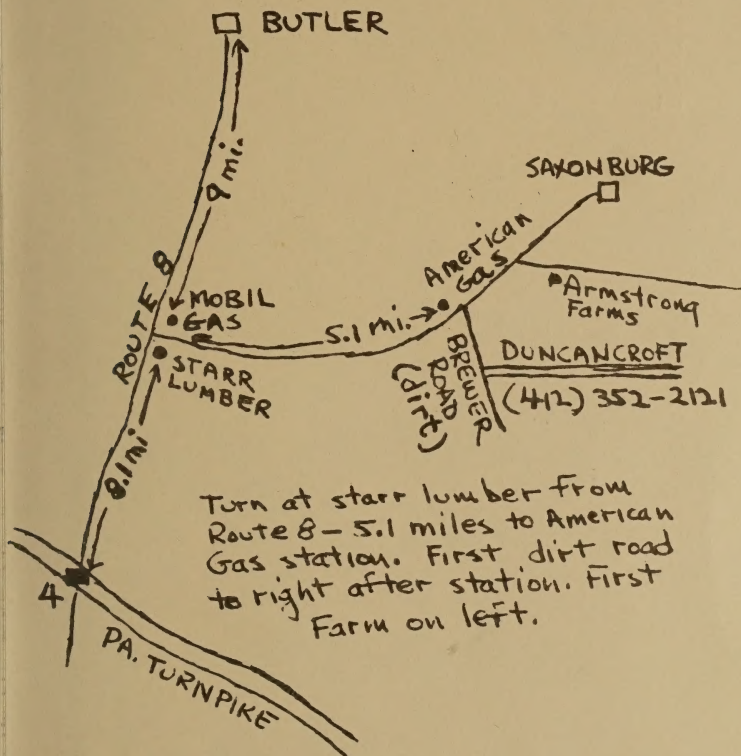 BUTLER
9 mi.
SAXONBURG
American
Gas
ROUTE 8
MOBIL
GAS
Armstrong
Farms
5.1 mi.
STARR
LUMBER
BREWER
ROAD
(dirt)
DUNCANCROFT
(412) 352-2121
8.1 mi
Turn at starr lumber from
Route 8 - 5.1 miles to American
Gas station. First dirt road
to right after station. First
Farm on left.
4
PA. TURNPIKE